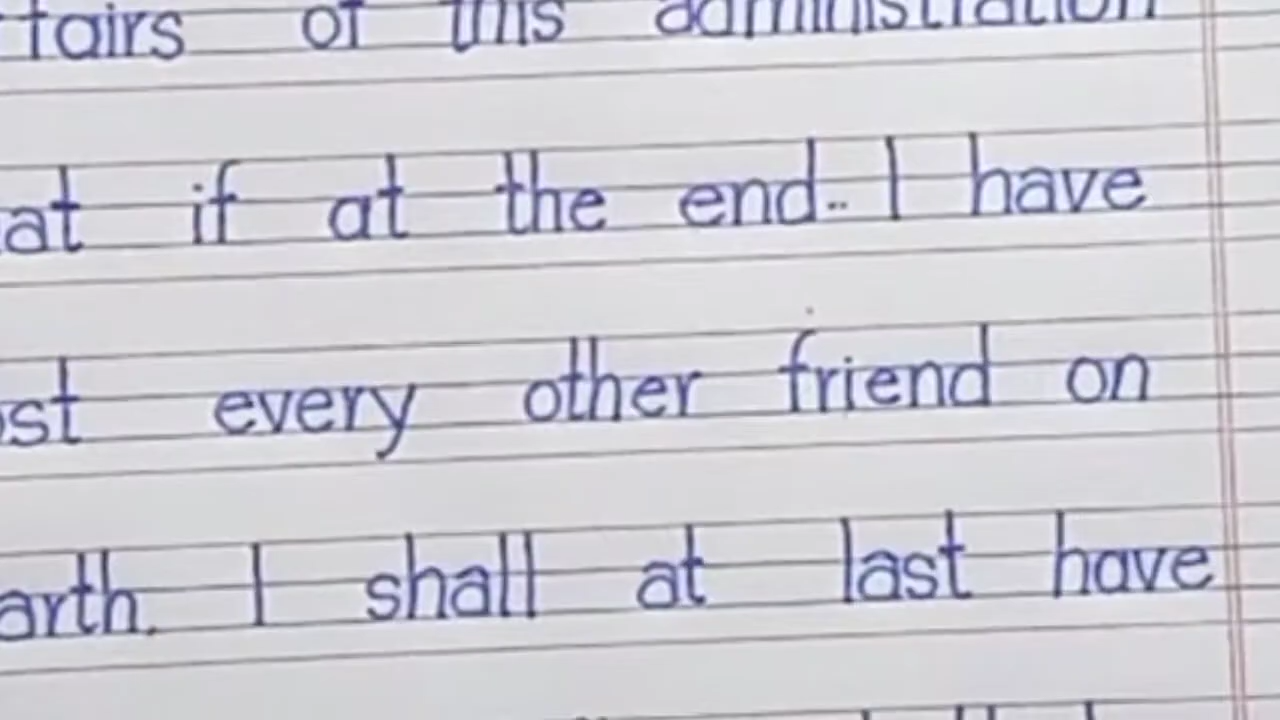 fairs of this administration
at if at the end.. I have
ost every other friend on
arth. I shall at last have